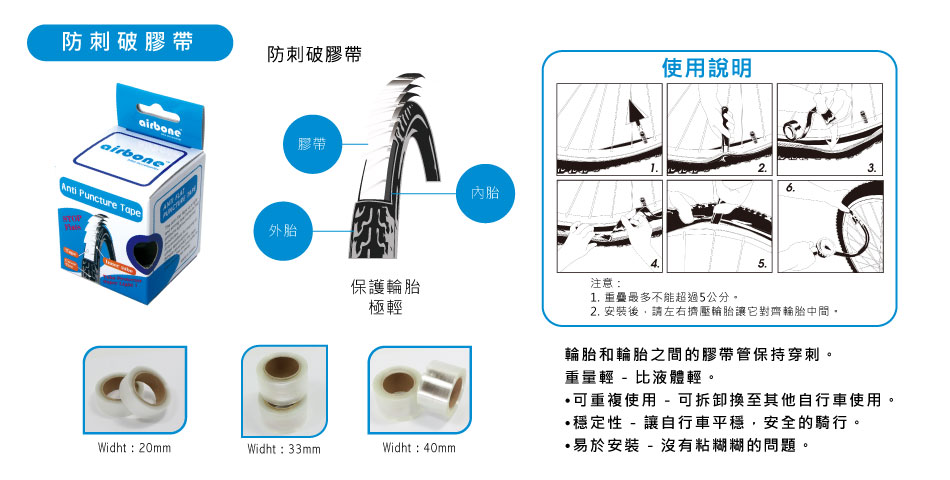 防刺破膠帶
防刺破膠帶
airbone
airbone
Anti Puncture Tape
ANTI FLAT
PUNCTURE TAPE
STOP
Flats
膠帶
內胎
外胎
保護輪胎
極輕
使用說明
1.
2.
3.
4.
5.
6.
注意：
1. 重疊最多不能超過5公分。
2. 安裝後，請左右擠壓輪胎讓它對齊輪胎中間。
Widht : 20mm
Widht : 33mm
Widht : 40mm
輪胎和輪胎之間的膠帶管保持穿刺。
重量輕 - 比液體輕。
•可重複使用 - 可拆卸換至其他自行車使用。
•穩定性 - 讓自行車平穩，安全的騎行。
•易於安裝 - 沒有粘糊糊的問題。